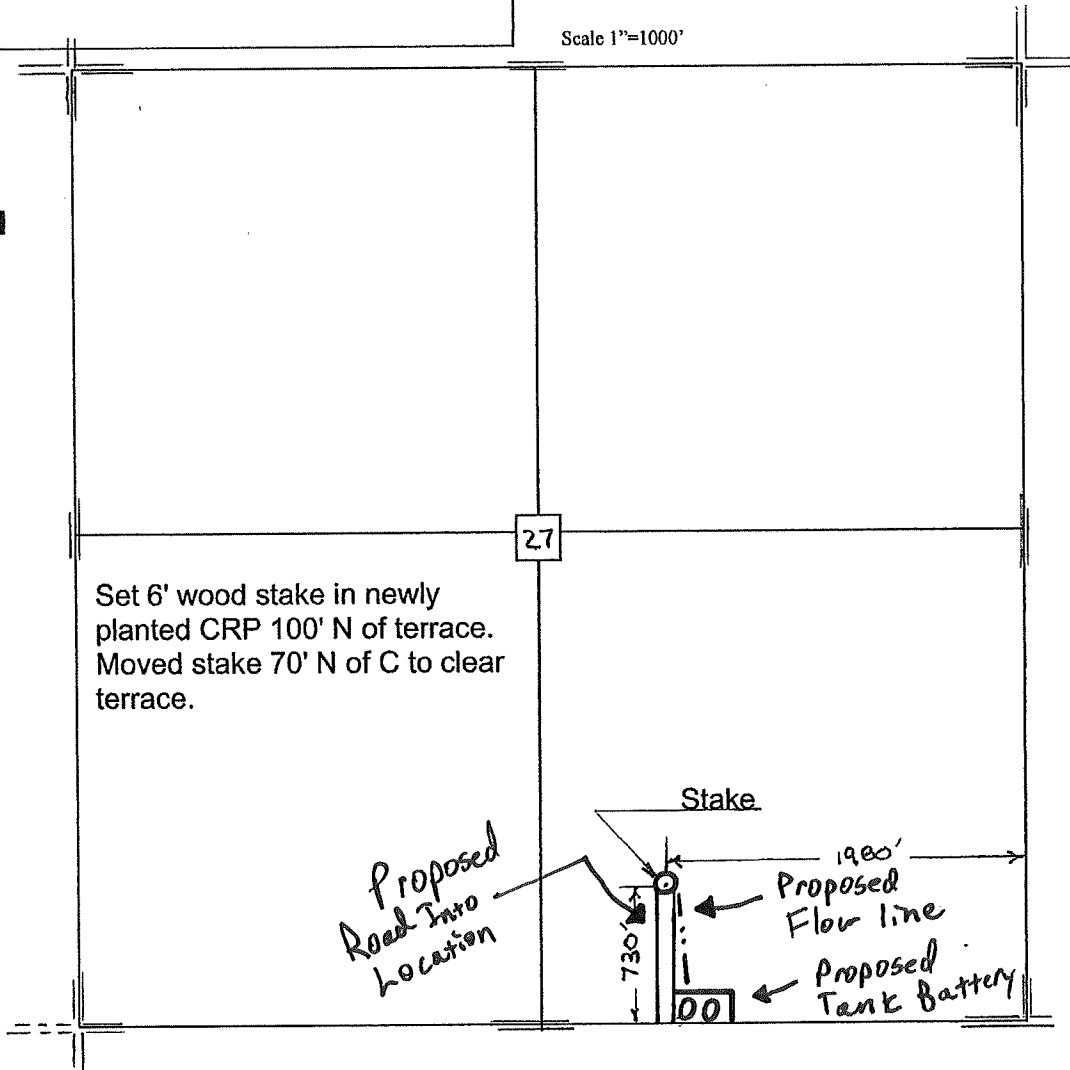 Scale 1"=1000'
27
Set 6' wood stake in newly
planted CRP 100' N of terrace.
Moved stake 70' N of C to clear
terrace.
Stake
1980'
Proposed
Road Into
Location
730'
Proposed
Flow line
Proposed
Tank Battery